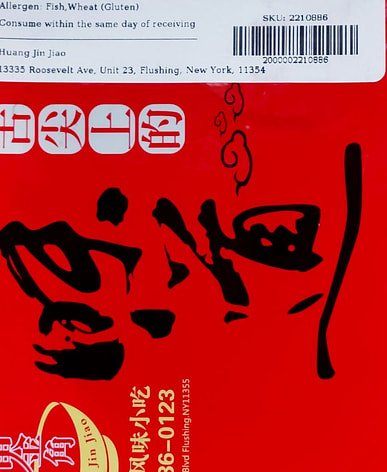 Allergen: Fish,Wheat (Gluten)
Consume within the same day of receiving
Huang Jin Jiao
13335 Roosevelt Ave, Unit 23, Flushing, New York, 11354
SKU: 2210886
2000002210886
舌尖上的
Jin Jiao
风味小吃
36-0123
Blvd Flushing.NY11355